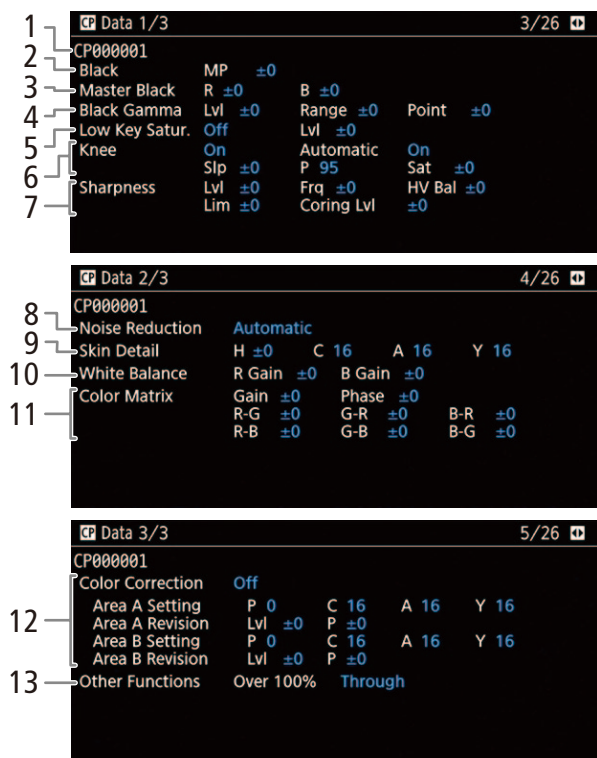 CP Data 1/3 3/26
1 CP000001
2 Black MP ±0
3 Master Black R ±0 B ±0
4 Black Gamma Lvl ±0 Range ±0 Point ±0
5 Low Key Satur. Off Lvl ±0
6 Knee On Automatic On
Slp ±0 P 95 Sat ±0
7 Sharpness Lvl ±0 Frq ±0 HV Bal ±0
Lim ±0 Coring Lvl ±0
CP Data 2/3 4/26
CP000001
8 Noise Reduction Automatic
9 Skin Detail H ±0 C 16 A 16 Y 16
10 White Balance R Gain ±0 B Gain ±0
11 Color Matrix Gain ±0 Phase ±0
R-G ±0 G-R ±0 B-R ±0
R-B ±0 G-B ±0 B-G ±0
CP Data 3/3 5/26
CP000001
12 Color Correction Off
Area A Setting P 0 C 16 A 16 Y 16
Area A Revision Lvl ±0 P ±0
Area B Setting P 0 C 16 A 16 Y 16
Area B Revision Lvl ±0 P ±0
13 Other Functions Over 100% Through